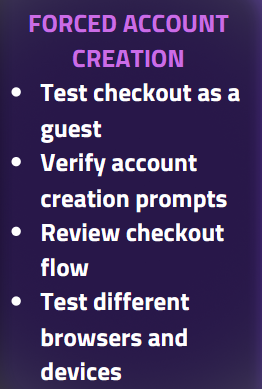 FORCED ACCOUNT
CREATION
• Test checkout as a
guest
• Verify account
creation prompts
• Review checkout
flow
• Test different
browsers and
devices